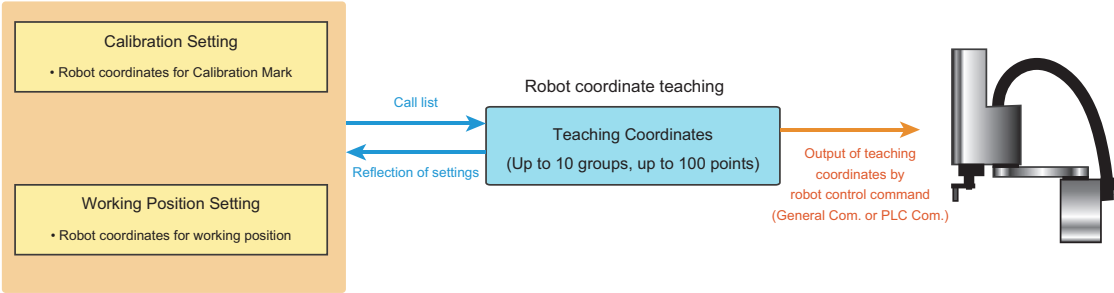 Calibration Setting
• Robot coordinates for Calibration Mark
Working Position Setting
• Robot coordinates for working position
Call list
Reflection of settings
Robot coordinate teaching
Teaching Coordinates
(Up to 10 groups, up to 100 points)
Output of teaching
coordinates by
robot control command
(General Com. or PLC Com.)